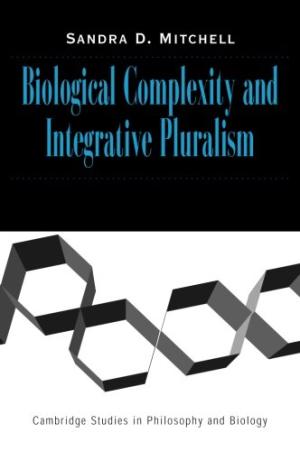 SANDRA D. MITCHELL
Biological Complexity and
Integrative Pluralism
Cambridge Studies in Philosophy and Biology